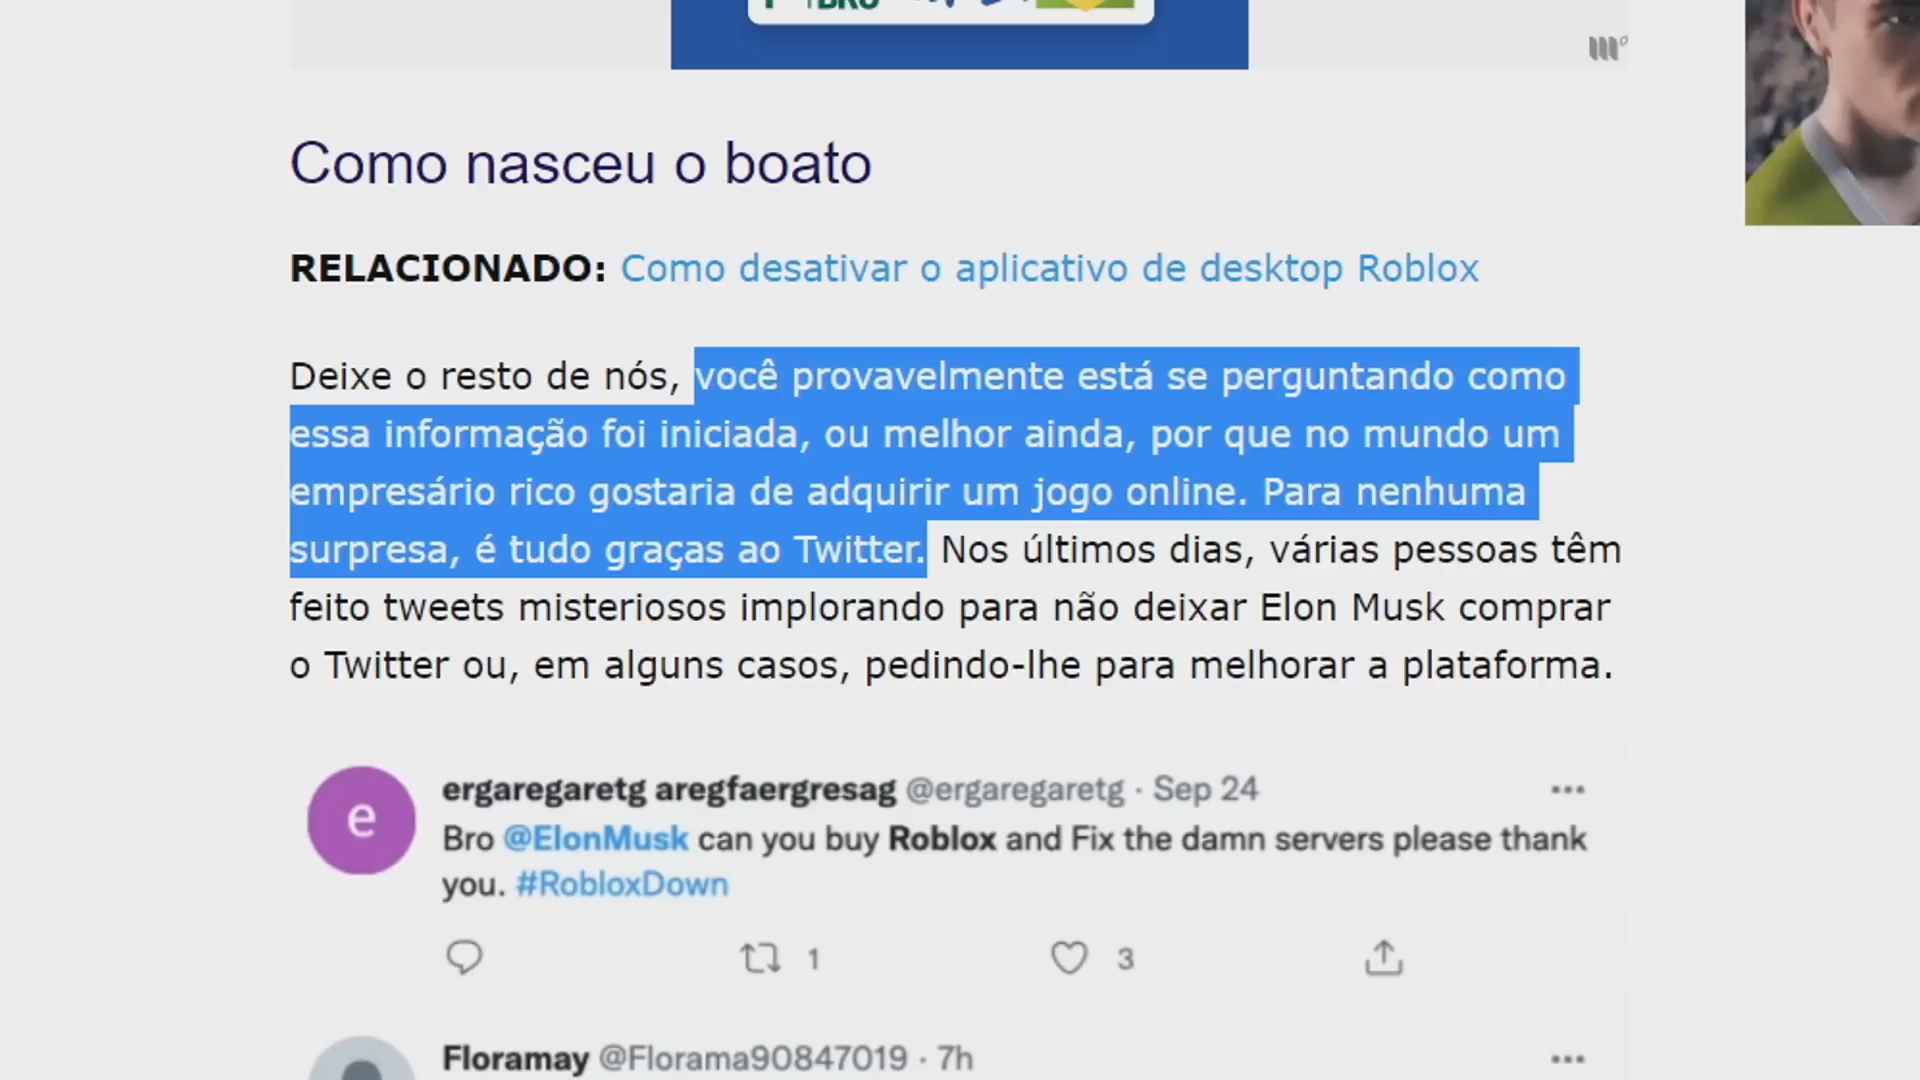 Como nasceu o boato
RELACIONADO: Como desativar o aplicativo de desktop Roblox
Deixe o resto de nós, você provavelmente está se perguntando como
essa informação foi iniciada, ou melhor ainda, por que no mundo um
empresário rico gostaria de adquirir um jogo online. Para nenhuma
surpresa, é tudo graças ao Twitter. Nos últimos dias, várias pessoas têm
feito tweets misteriosos implorando para não deixar Elon Musk comprar
o Twitter ou, em alguns casos, pedindo-lhe para melhorar a plataforma.
ergaregaretg aregfaergresag @ergaregaretg · Sep 24
Bro @ElonMusk can you buy Roblox and Fix the damn servers please thank
you. #RobloxDown
1 3
Floramay @Florama90847019 · 7h